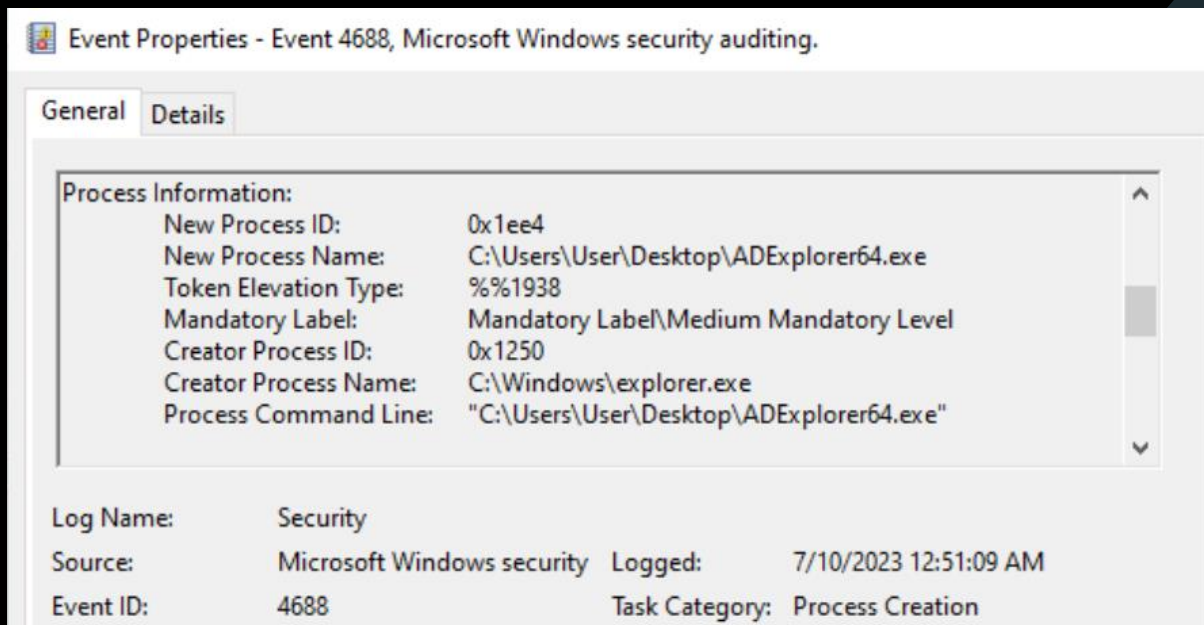 Event Properties - Event 4688, Microsoft Windows security auditing.
General Details
Process Information:
New Process ID: 0x1ee4
New Process Name: C:\Users\User\Desktop\ADExplorer64.exe
Token Elevation Type: %%1938
Mandatory Label: Mandatory Label\Medium Mandatory Level
Creator Process ID: 0x1250
Creator Process Name: C:\Windows\explorer.exe
Process Command Line: "C:\Users\User\Desktop\ADExplorer64.exe"
Log Name: Security
Source: Microsoft Windows security Logged: 7/10/2023 12:51:09 AM
Event ID: 4688 Task Category: Process Creation